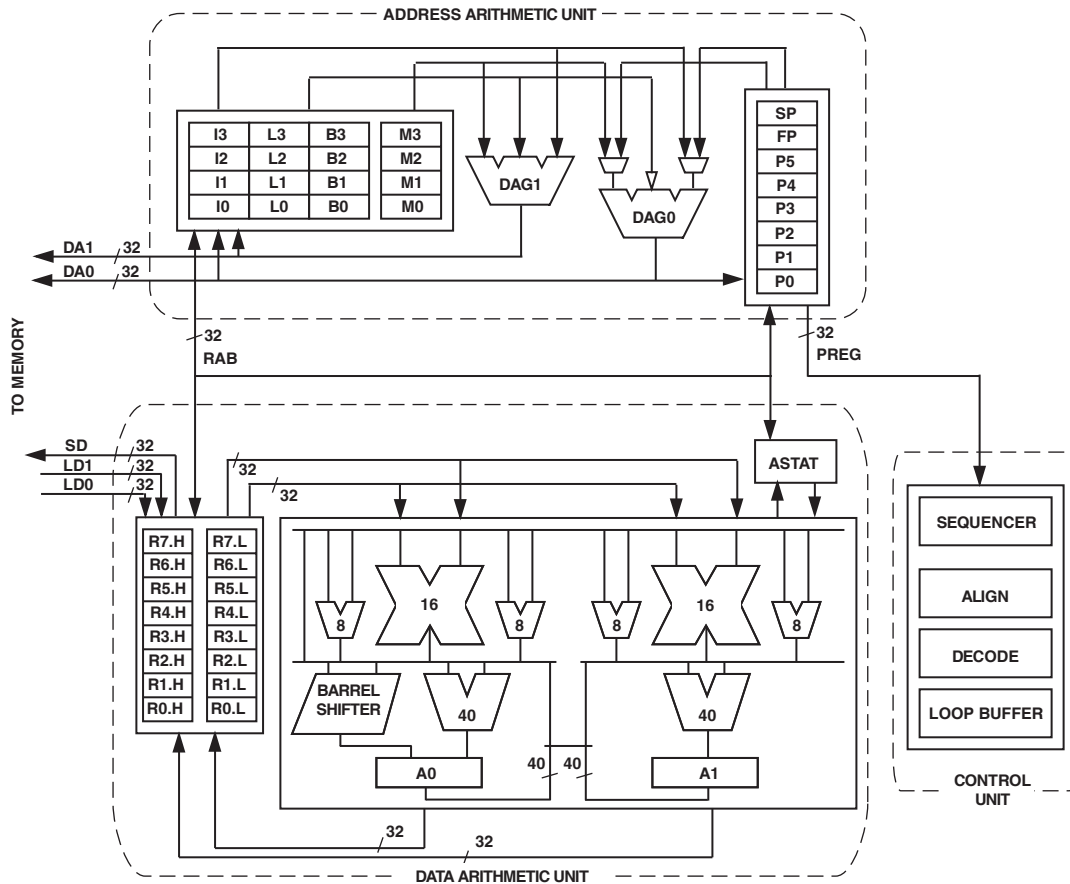 ADDRESS ARITHMETIC UNIT
SP
I3 L3 B3 M3 FP
I2 L2 B2 M2 P5
I1 L1 B1 M1 DAG1 P4
I0 L0 B0 M0 DAG0 P3
P2
DA1 32 P1
DA0 32 P0
32
RAB
32
PREG
TO MEMORY
SD 32
LD1 32
LD0 32
32
32
ASTAT
R7.H R7.L
R6.H R6.L
R5.H R5.L
R4.H R4.L
R3.H R3.L
R2.H R2.L
R1.H R1.L
R0.H R0.L
16 16
8 8 8 8
BARREL
SHIFTER
40 40
40 40
A0 A1
32
32
DATA ARITHMETIC UNIT
SEQUENCER
ALIGN
DECODE
LOOP BUFFER
CONTROL
UNIT